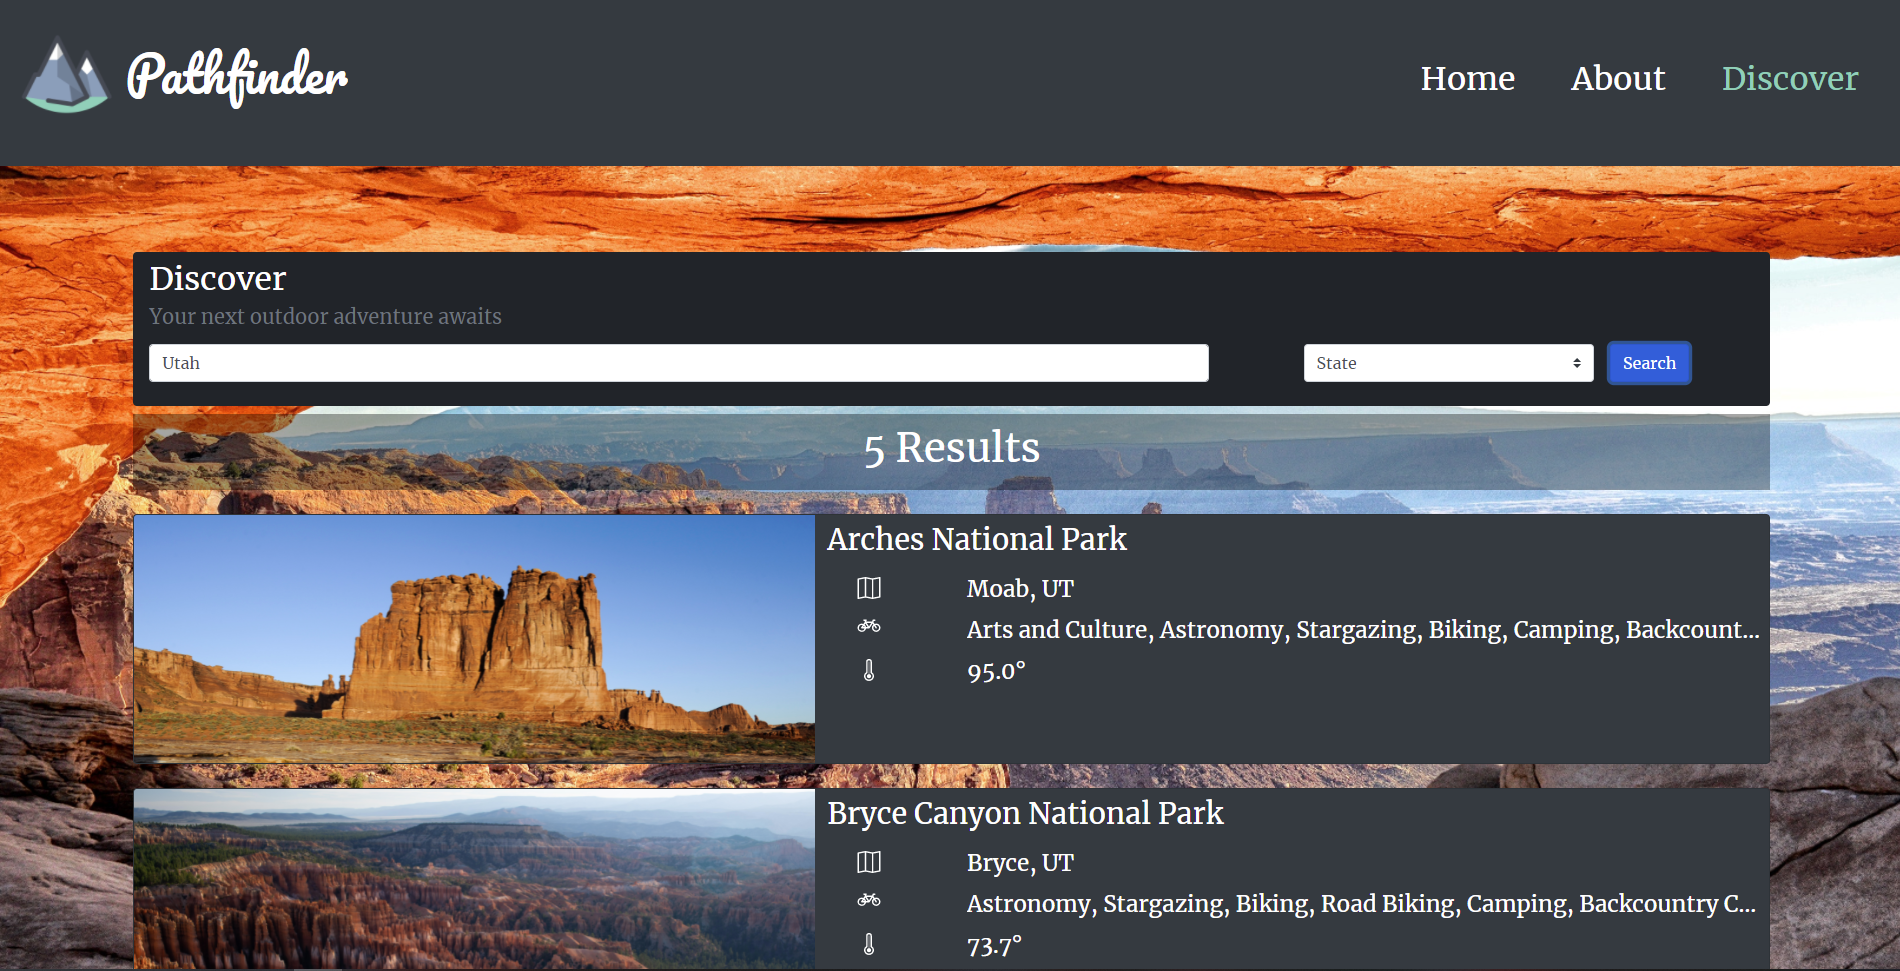 Pathfinder
Home About Discover
Discover
Your next outdoor adventure awaits
Utah State Search
5 Results
Arches National Park
Moab, UT
Arts and Culture, Astronomy, Stargazing, Biking, Camping, Backcount...
95.0°
Bryce Canyon National Park
Bryce, UT
Astronomy, Stargazing, Biking, Road Biking, Camping, Backcountry C...
73.7°